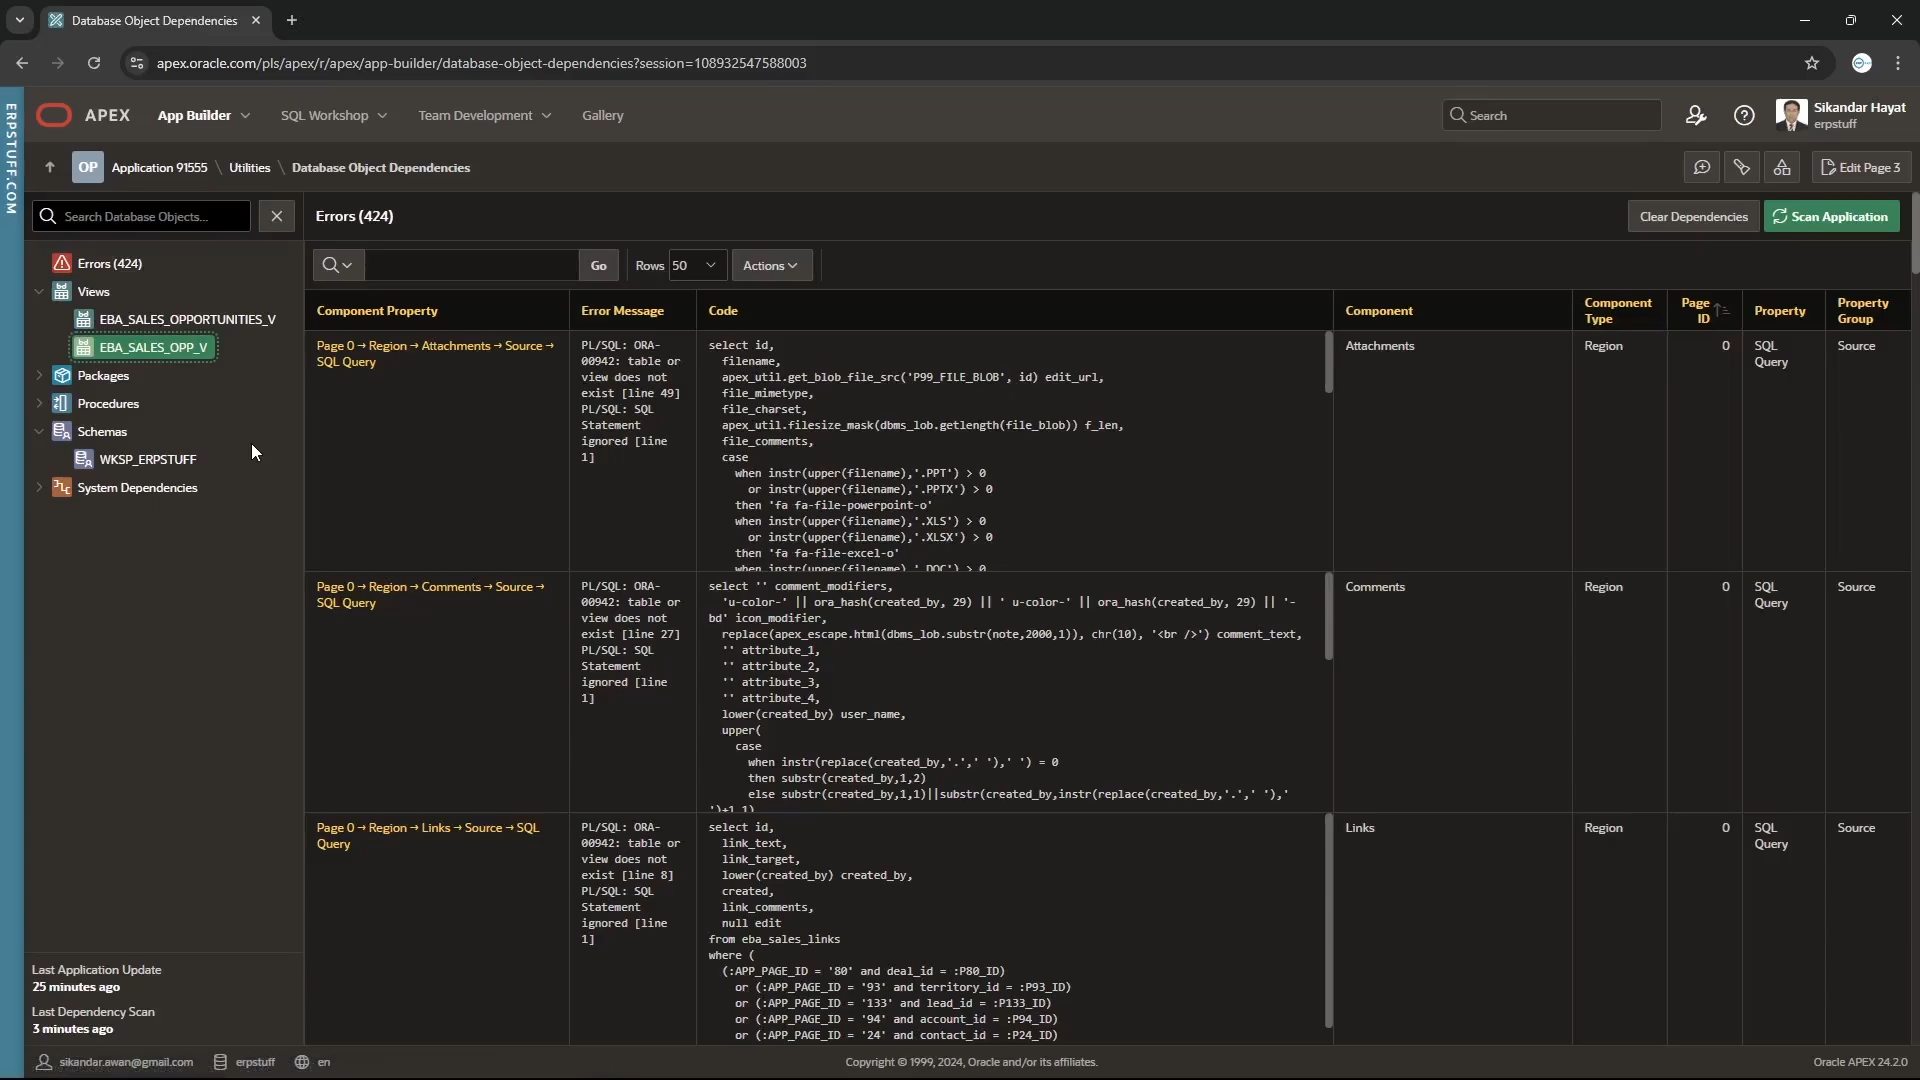 Database Object Dependencies
apex.oracle.com/pls/apex/r/apex/app-builder/database-object-dependencies?session=108932547588003
ERPSTUFF.COM
APEX
App Builder
SQL Workshop
Team Development
Gallery
Search
Sikandar Hayat
erpstuff
OP
Application 91555 \ Utilities \ Database Object Dependencies
Edit Page 3
Search Database Objects...
Errors (424)
Clear Dependencies
Scan Application
Errors (424)
Views
EBA_SALES_OPPORTUNITIES_V
EBA_SALES_OPP_V
Packages
Procedures
Schemas
WKSP_ERPSTUFF
System Dependencies
Go
Rows 50
Actions
Component Property
Error Message
Code
Component
Component
Type
Page
ID
Property
Property
Group
Page 0 → Region → Attachments → Source →
SQL Query
PL/SQL: ORA-
00942: table or
view does not
exist [line 49]
PL/SQL: SQL
Statement
ignored [line
1]
select id,
filename,
apex_util.get_blob_file_src('P99_FILE_BLOB', id) edit_url,
file_mimetype,
file_charset,
apex_util.filesize_mask(dbms_lob.getlength(file_blob)) f_len,
file_comments,
case
when instr(upper(filename),'.PPT') > 0
or instr(upper(filename),'.PPTX') > 0
then 'fa fa-file-powerpoint-o'
when instr(upper(filename),'.XLS') > 0
or instr(upper(filename),'.XLSX') > 0
then 'fa fa-file-excel-o'
when instr(upper(filename),'.DOC') > 0
Attachments
Region
0
SQL
Query
Source
Page 0 → Region → Comments → Source →
SQL Query
PL/SQL: ORA-
00942: table or
view does not
exist [line 27]
PL/SQL: SQL
Statement
ignored [line
1]
select '' comment_modifiers,
'u-color-' || ora_hash(created_by, 29) || ' u-color-' || ora_hash(created_by, 29) || '-
bd' icon_modifier,
replace(apex_escape.html(dbms_lob.substr(note,2000,1)), chr(10), '<br />') comment_text,
'' attribute_1,
'' attribute_2,
'' attribute_3,
'' attribute_4,
lower(created_by) user_name,
upper(
case
when instr(replace(created_by,'.',' '),' ') = 0
then substr(created_by,1,2)
else substr(created_by,1,1)||substr(created_by,instr(replace(created_by,'.',' '),'
')+1,1)
Comments
Region
0
SQL
Query
Source
Page 0 → Region → Links → Source → SQL
Query
PL/SQL: ORA-
00942: table or
view does not
exist [line 8]
PL/SQL: SQL
Statement
ignored [line
1]
select id,
link_text,
link_target,
lower(created_by) created_by,
created,
link_comments,
null edit
from eba_sales_links
where (
(:APP_PAGE_ID = '80' and deal_id = :P80_ID)
or (:APP_PAGE_ID = '93' and territory_id = :P93_ID)
or (:APP_PAGE_ID = '133' and lead_id = :P133_ID)
or (:APP_PAGE_ID = '94' and account_id = :P94_ID)
or (:APP_PAGE_ID = '24' and contact_id = :P24_ID)
Links
Region
0
SQL
Query
Source
Last Application Update
25 minutes ago
Last Dependency Scan
3 minutes ago
sikandar.awan@gmail.com
erpstuff
en
Copyright © 1999, 2024, Oracle and/or its affiliates.
Oracle APEX 24.2.0